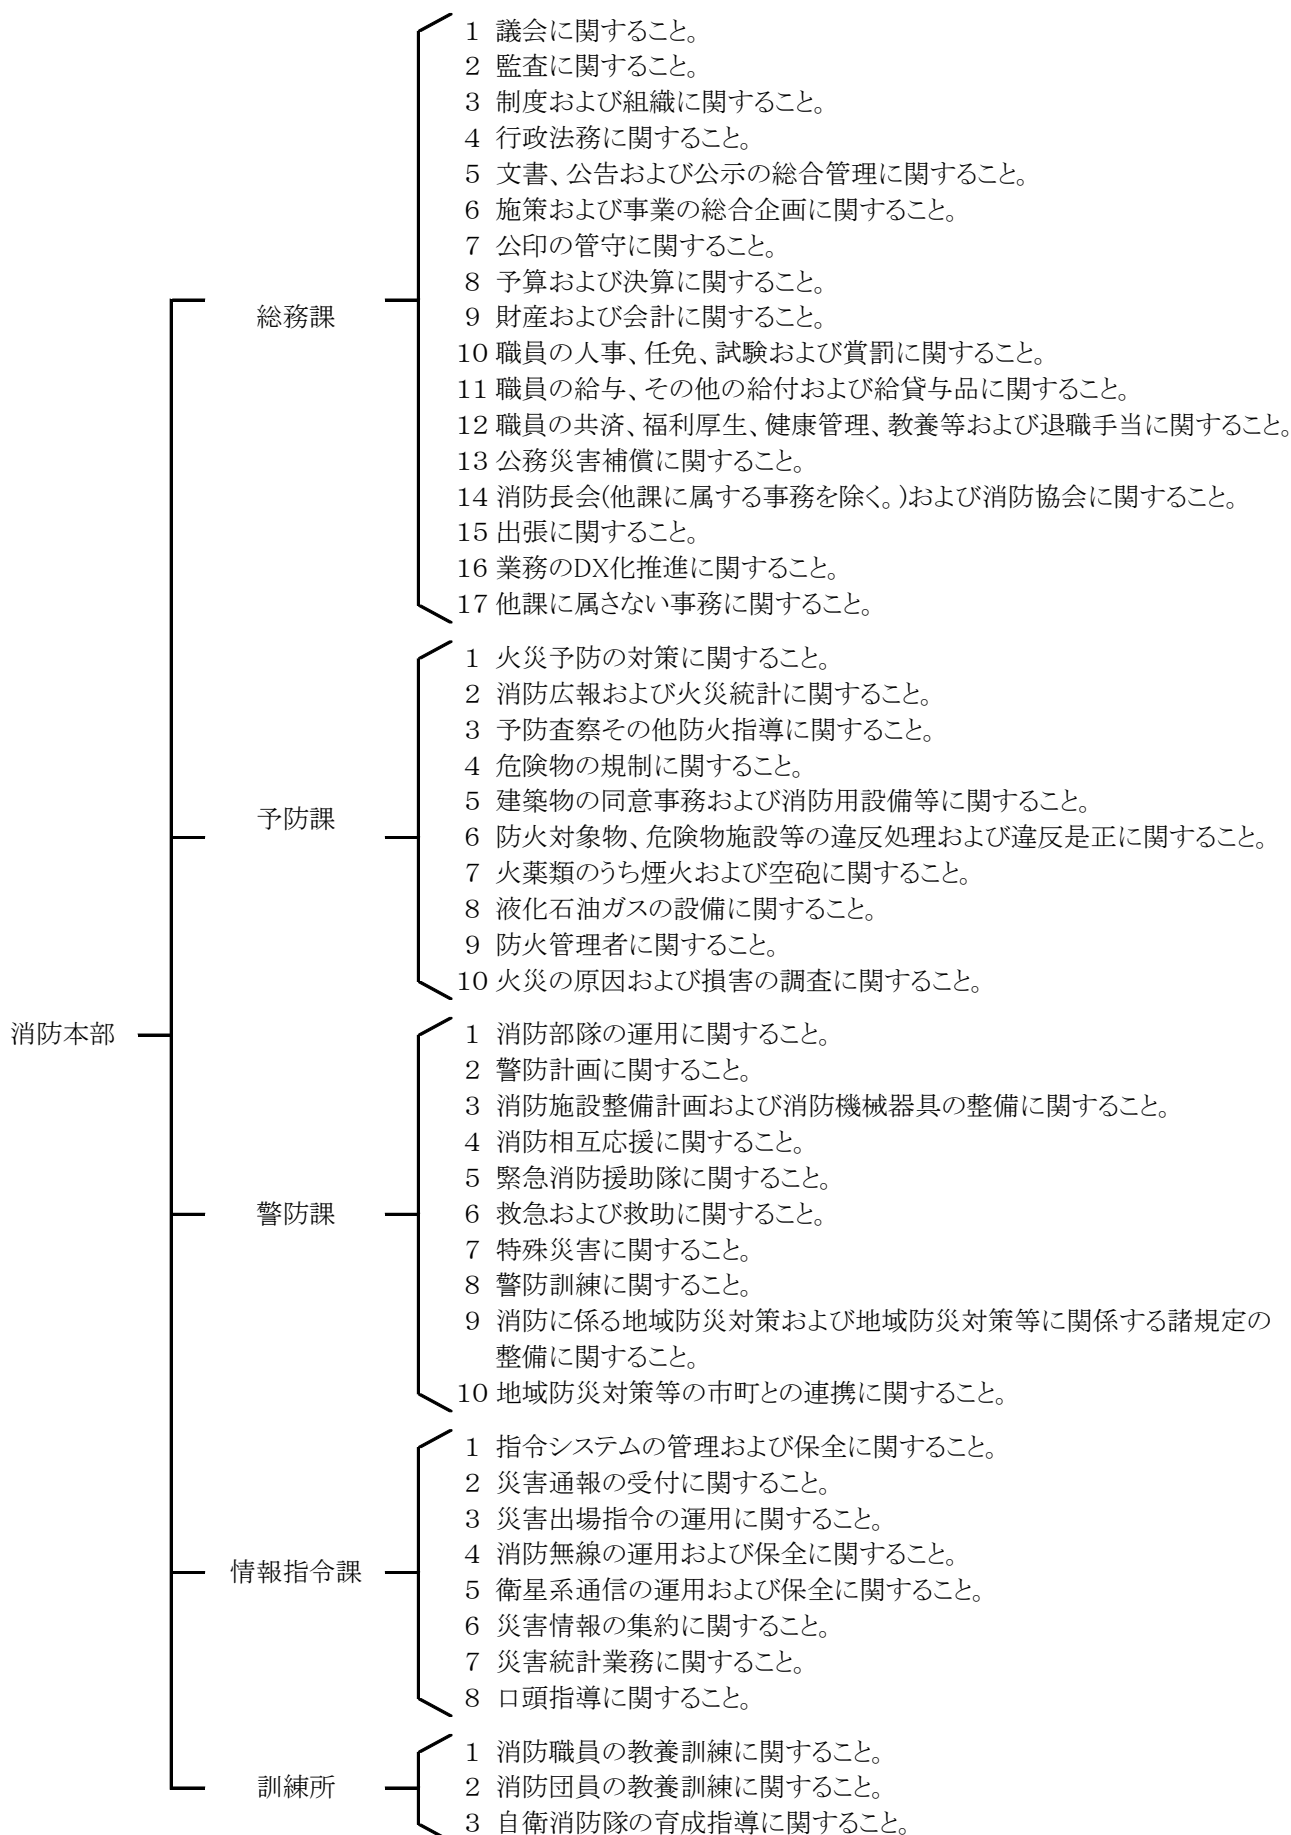 消防本部
総務課
1 議会に関すること。
2 監査に関すること。
3 制度および組織に関すること。
4 行政法務に関すること。
5 文書、公告および公示の総合管理に関すること。
6 施策および事業の総合企画に関すること。
7 公印の管守に関すること。
8 予算および決算に関すること。
9 財産および会計に関すること。
10 職員の人事、任免、試験および賞罰に関すること。
11 職員の給与、その他の給付および給貸与品に関すること。
12 職員の共済、福利厚生、健康管理、教養等および退職手当に関すること。
13 公務災害補償に関すること。
14 消防長会(他課に属する事務を除く。)および消防協会に関すること。
15 出張に関すること。
16 業務のDX化推進に関すること。
17 他課に属さない事務に関すること。
予防課
1 火災予防の対策に関すること。
2 消防広報および火災統計に関すること。
3 予防査察その他防火指導に関すること。
4 危険物の規制に関すること。
5 建築物の同意事務および消防用設備等に関すること。
6 防火対象物、危険物施設等の違反処理および違反是正に関すること。
7 火薬類のうち煙火および空砲に関すること。
8 液化石油ガスの設備に関すること。
9 防火管理者に関すること。
10 火災の原因および損害の調査に関すること。
警防課
1 消防部隊の運用に関すること。
2 警防計画に関すること。
3 消防施設整備計画および消防機械器具の整備に関すること。
4 消防相互応援に関すること。
5 緊急消防援助隊に関すること。
6 救急および救助に関すること。
7 特殊災害に関すること。
8 警防訓練に関すること。
9 消防に係る地域防災対策および地域防災対策等に関係する諸規定の
整備に関すること。
10 地域防災対策等の市町との連携に関すること。
情報指令課
1 指令システムの管理および保全に関すること。
2 災害通報の受付に関すること。
3 災害出場指令の運用に関すること。
4 消防無線の運用および保全に関すること。
5 衛星系通信の運用および保全に関すること。
6 災害情報の集約に関すること。
7 災害統計業務に関すること。
8 口頭指導に関すること。
訓練所
1 消防職員の教養訓練に関すること。
2 消防団員の教養訓練に関すること。
3 自衛消防隊の育成指導に関すること。